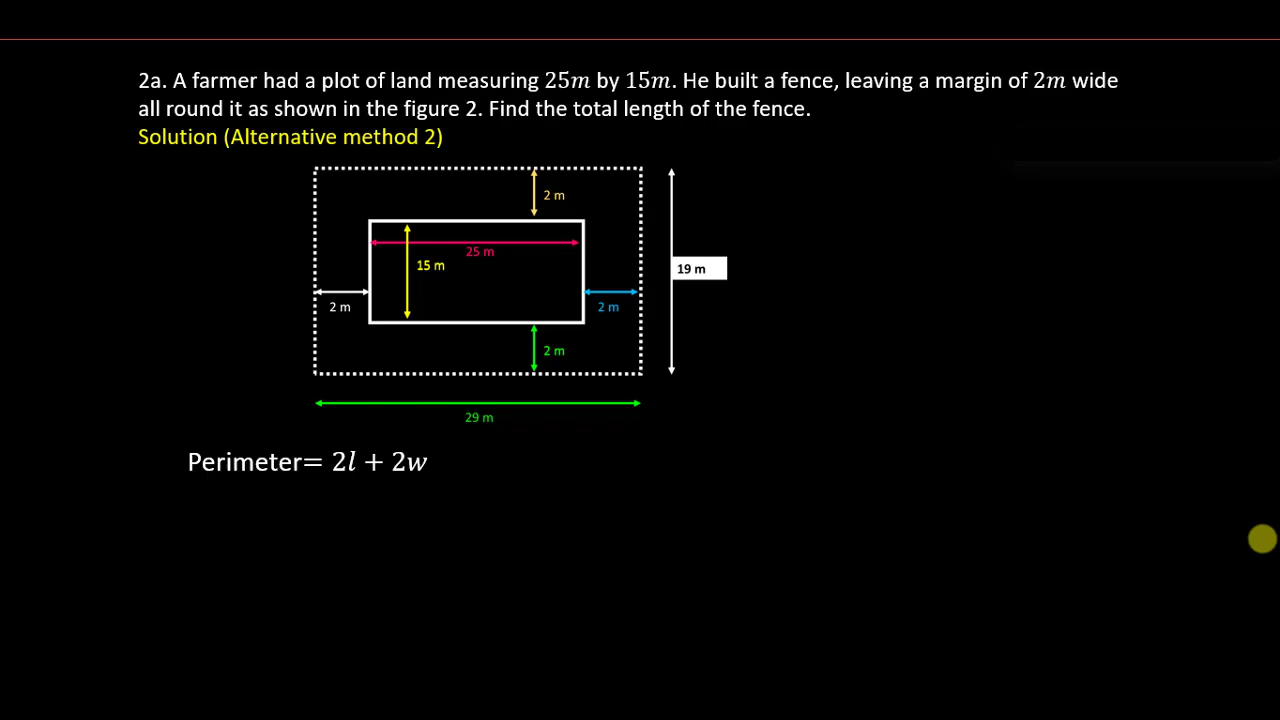 2a. A farmer had a plot of land measuring 25m by 15m. He built a fence, leaving a margin of 2m wide
all round it as shown in the figure 2. Find the total length of the fence.
Solution (Alternative method 2)
2 m
25 m
15 m
19 m
2 m
2 m
2 m
29 m
Perimeter= 2l + 2w